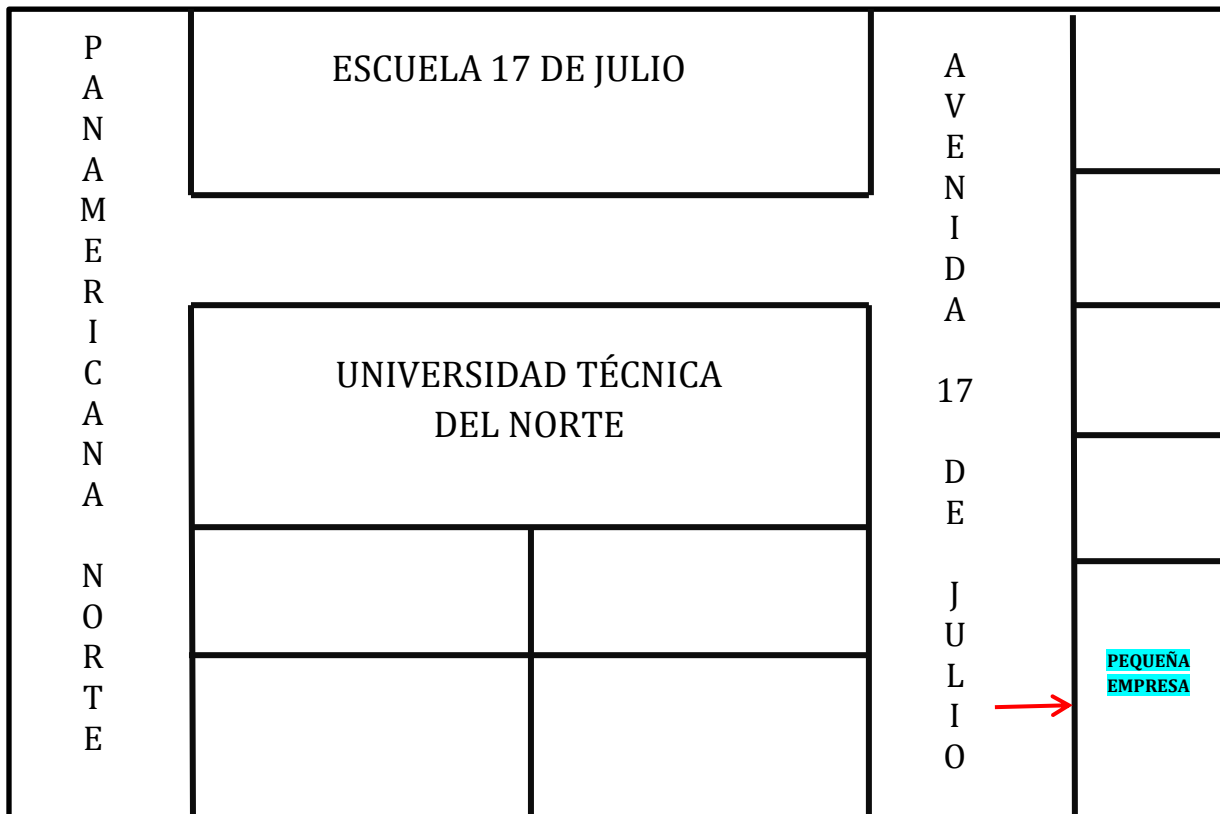 PANAMERICANA NORTE
ESCUELA 17 DE JULIO
UNIVERSIDAD TÉCNICA
DEL NORTE
AVENIDA 17 DE JULIO
PEQUEÑA
EMPRESA